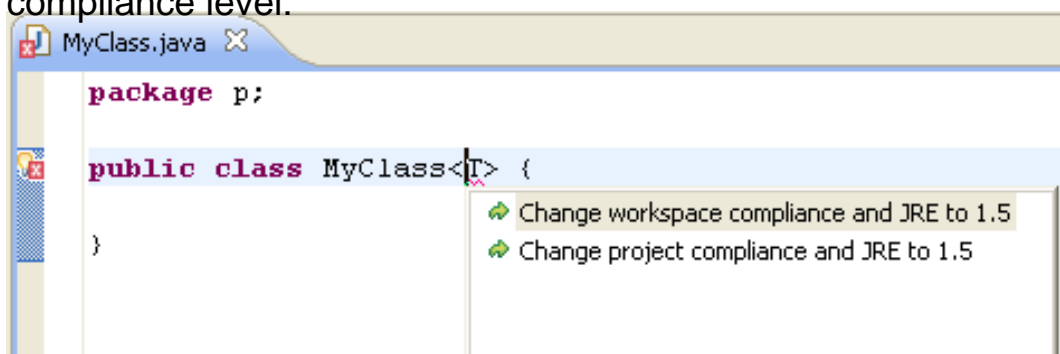 compliance level.
MyClass.java
package p;
public class MyClass<T> {
Change workspace compliance and JRE to 1.5
Change project compliance and JRE to 1.5
}